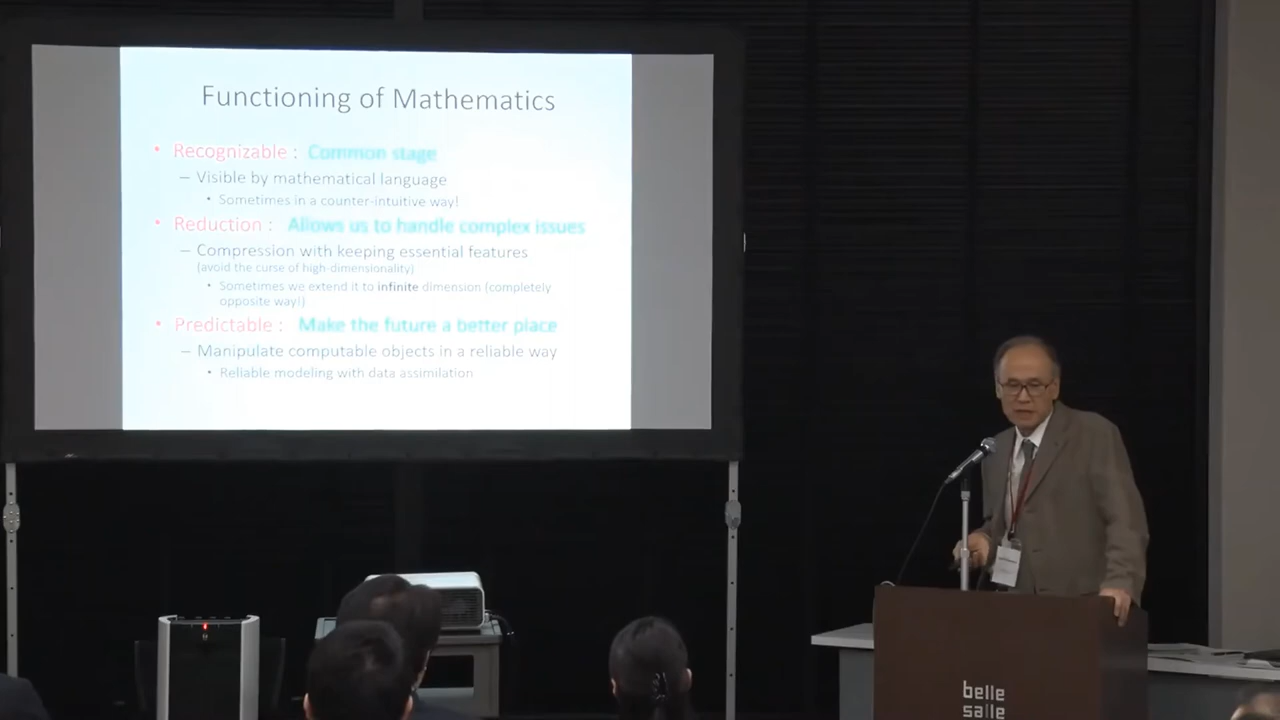 Functioning of Mathematics
• Recognizable : Common stage
– Visible by mathematical language
• Sometimes in a counter-intuitive way!
• Reduction : Allows us to handle complex issues
– Compression with keeping essential features
(avoid the curse of high-dimensionality)
• Sometimes we extend it to infinite dimension (completely
opposite way!)
• Predictable : Make the future a better place
– Manipulate computable objects in a reliable way
• Reliable modeling with data assimilation
belle
salle